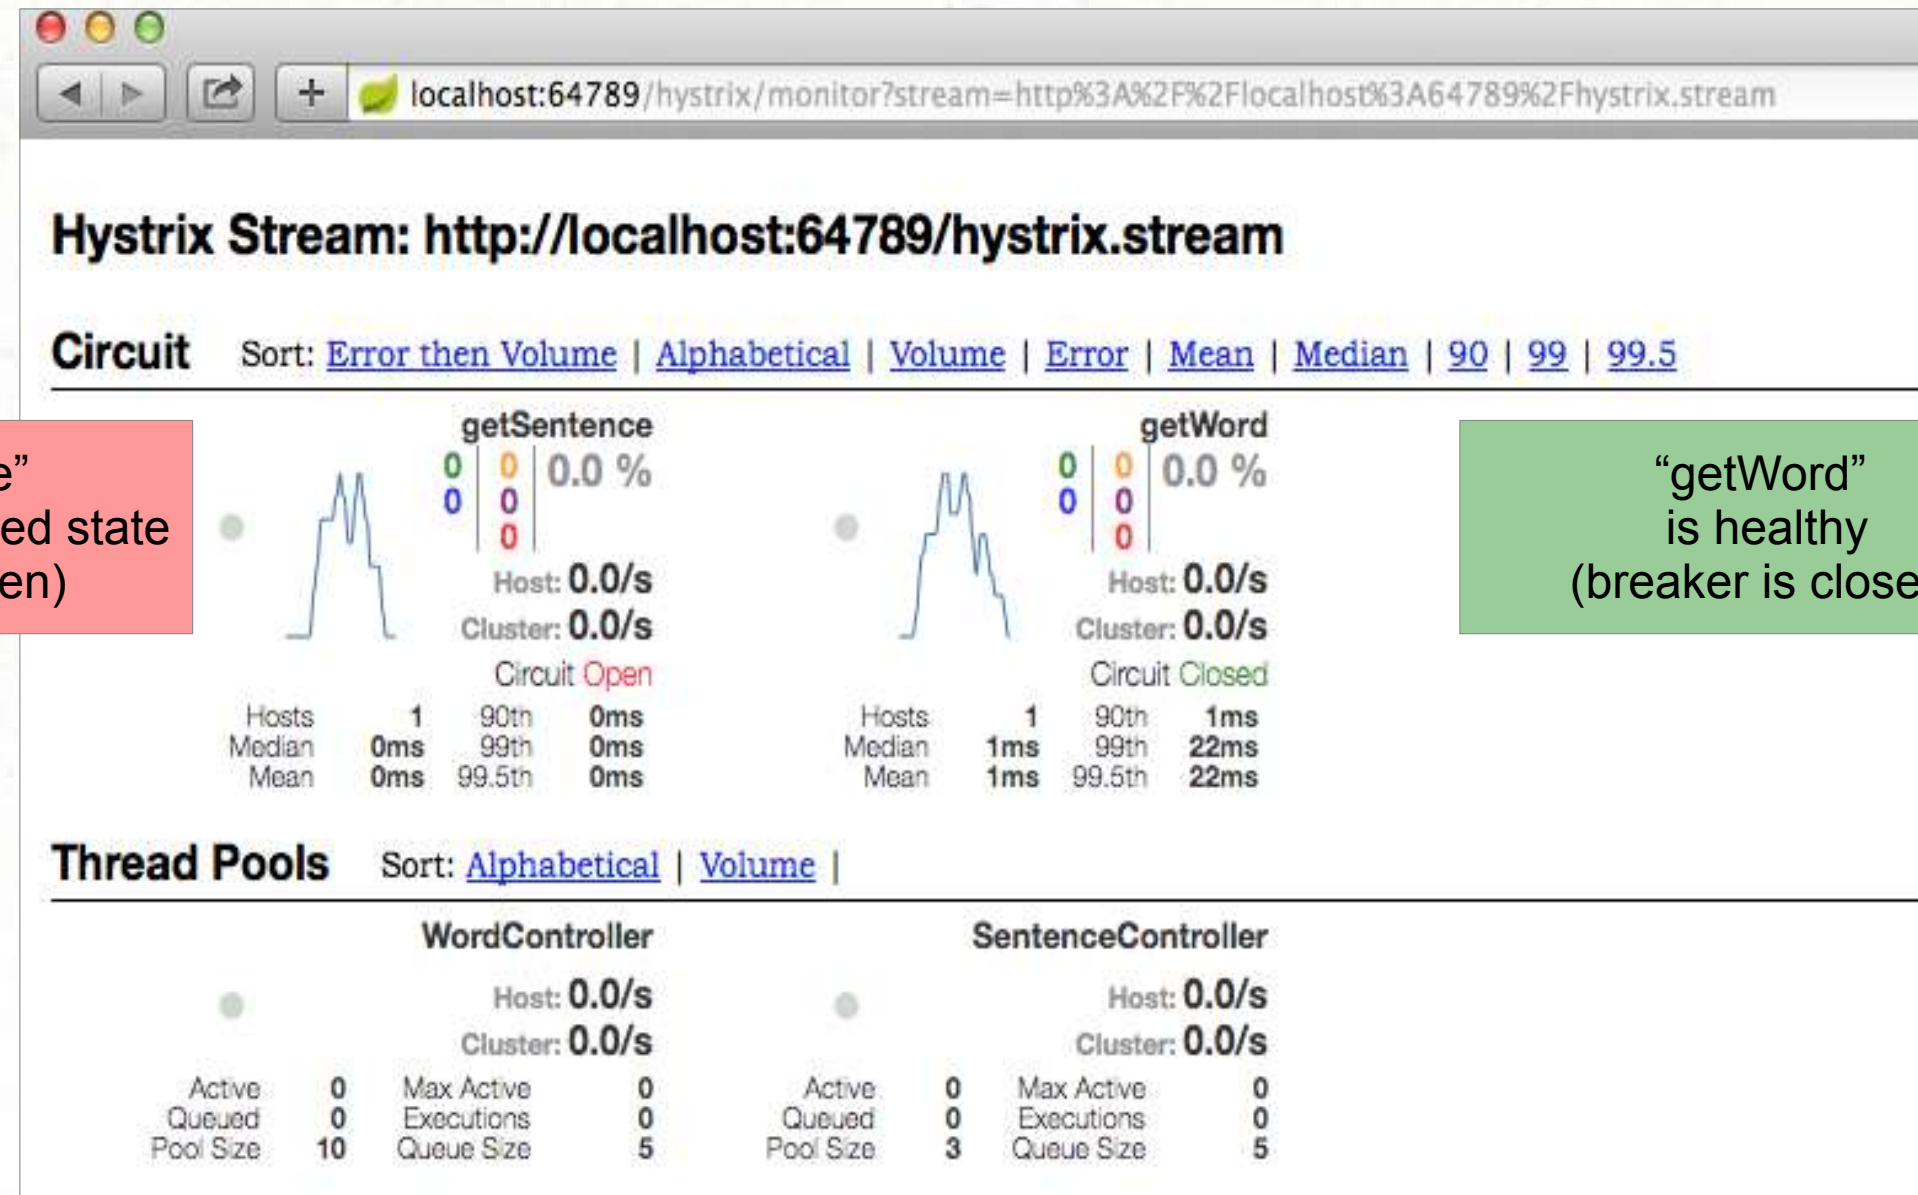 localhost:64789/hystrix/monitor?stream=http%3A%2F%2Flocalhost%3A64789%2Fhystrix.stream
Hystrix Stream: http://localhost:64789/hystrix.stream
Circuit Sort: Error then Volume | Alphabetical | Volume | Error | Mean | Median | 90 | 99 | 99.5
e”
ed state
en)
getSentence
0 0 0.0 %
0 0
0
Host: 0.0/s
Cluster: 0.0/s
Circuit Open
Hosts 1 90th 0ms
Median 0ms 99th 0ms
Mean 0ms 99.5th 0ms
getWord
0 0 0.0 %
0 0
0
Host: 0.0/s
Cluster: 0.0/s
Circuit Closed
Hosts 1 90th 1ms
Median 1ms 99th 22ms
Mean 1ms 99.5th 22ms
“getWord”
is healthy
(breaker is close
Thread Pools Sort: Alphabetical | Volume |
WordController
Host: 0.0/s
Cluster: 0.0/s
Active 0 Max Active 0
Queued 0 Executions 0
Pool Size 10 Queue Size 5
SentenceController
Host: 0.0/s
Cluster: 0.0/s
Active 0 Max Active 0
Queued 0 Executions 0
Pool Size 3 Queue Size 5